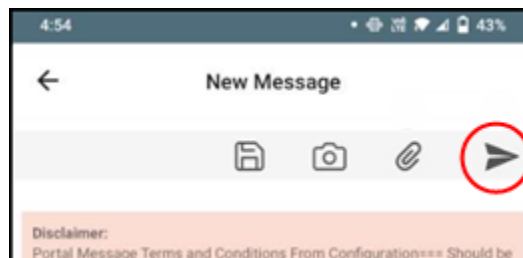 4:54 43%
New Message
Disclaimer:
Portal Message Terms and Conditions From Configuration=== Should be